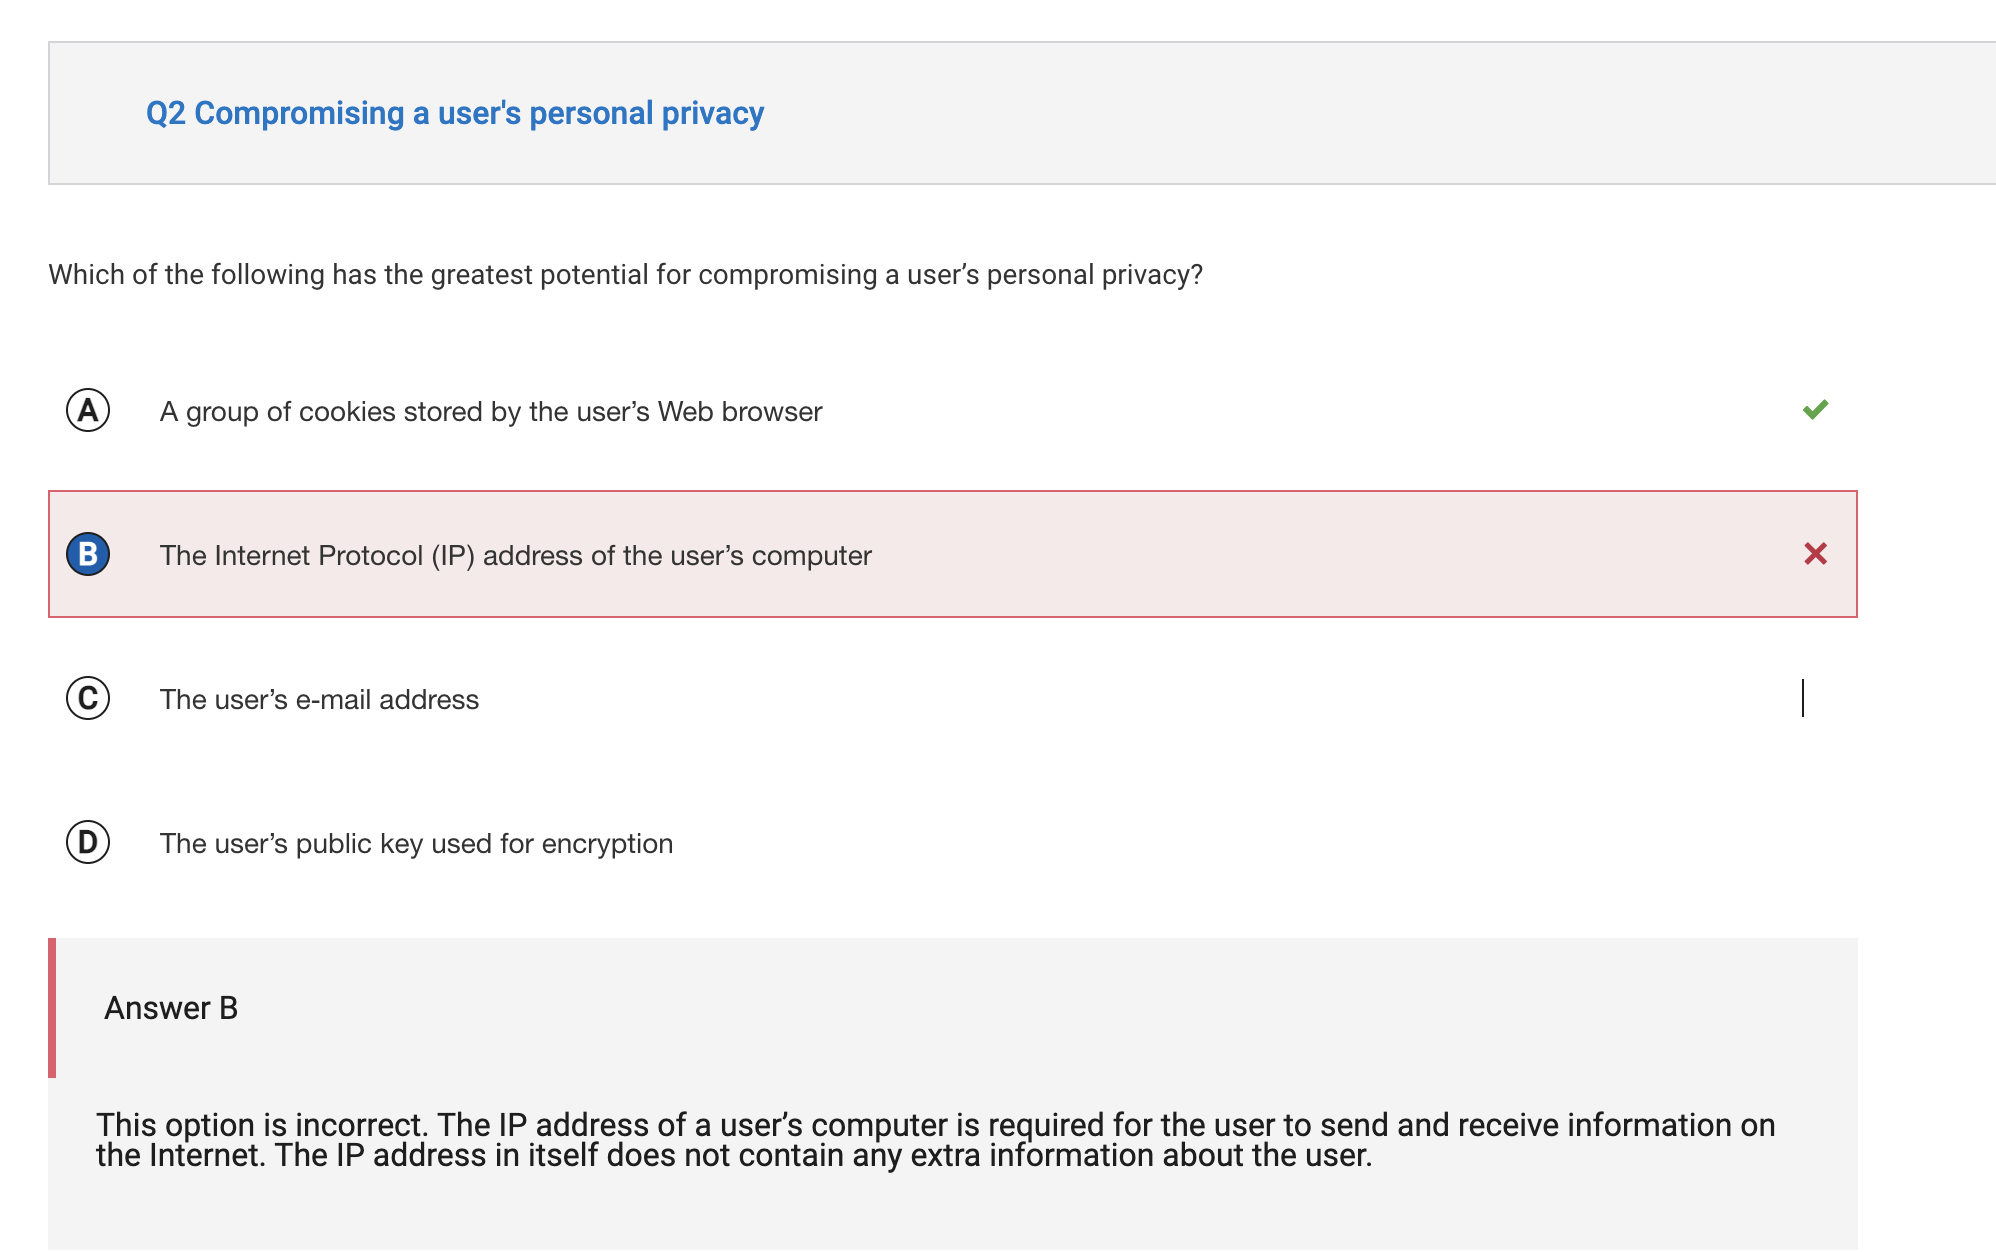 Q2 Compromising a user's personal privacy
Which of the following has the greatest potential for compromising a user’s personal privacy?
A A group of cookies stored by the user’s Web browser
B The Internet Protocol (IP) address of the user’s computer
C The user’s e-mail address
D The user’s public key used for encryption
Answer B
This option is incorrect. The IP address of a user’s computer is required for the user to send and receive information on
the Internet. The IP address in itself does not contain any extra information about the user.